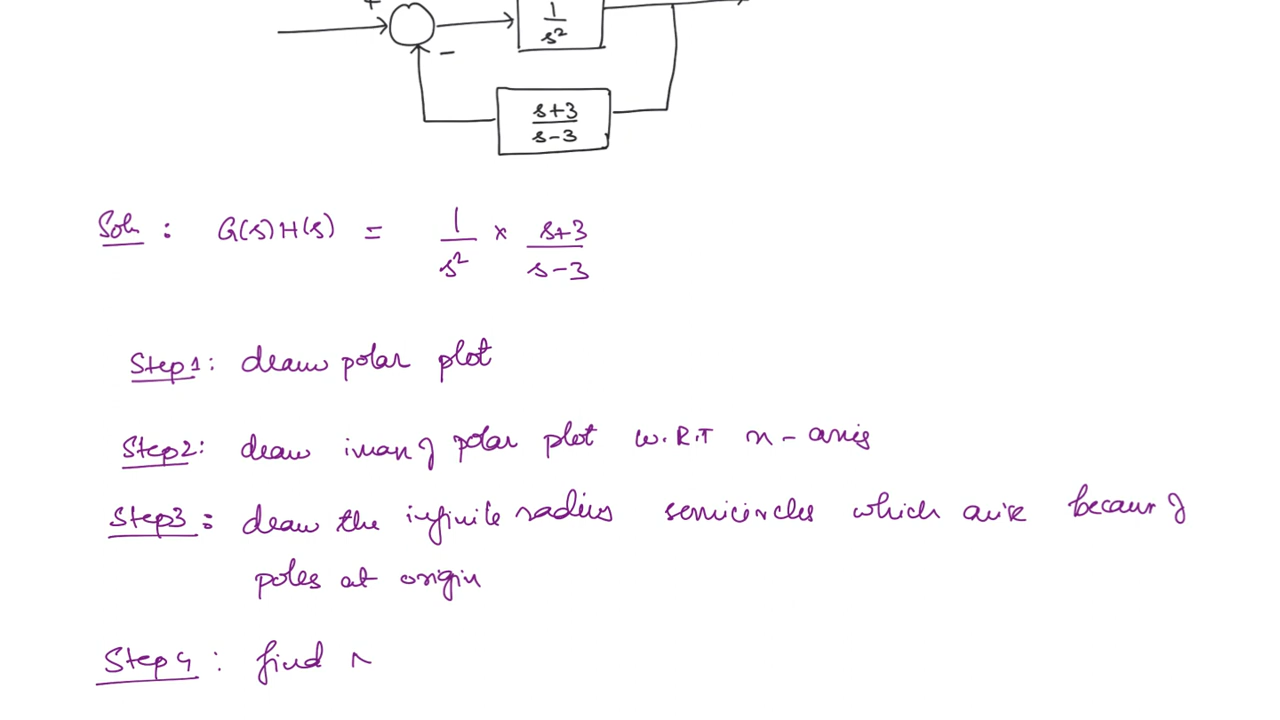 +
1/s²
−
s+3/s-3
Soln : G(s)H(s) = 1/s² × s+3/s-3
Step1: draw polar plot
Step2: draw imag of polar plot W.R.T x-axis
Step3: draw the infinite radius semicircles which arise because of
poles at origin
Step4: find N